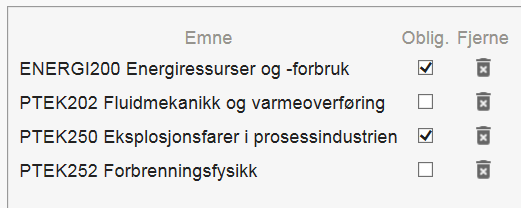 Emne Oblig. Fjerne
ENERGI200 Energiressurser og -forbruk
PTEK202 Fluidmekanikk og varmeoverføring
PTEK250 Eksplosjonsfarer i prosessindustrien
PTEK252 Forbrenningsfysikk